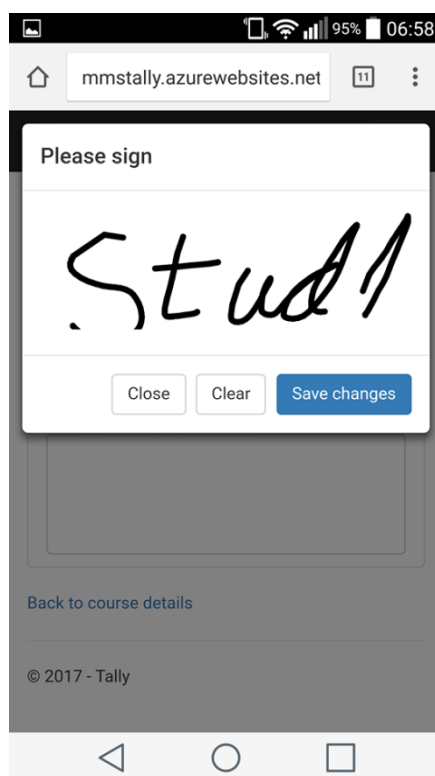 95% 06:58
mmstally.azurewebsites.net 11
Please sign
Stud1
Close Clear Save changes
Back to course details
© 2017 - Tally